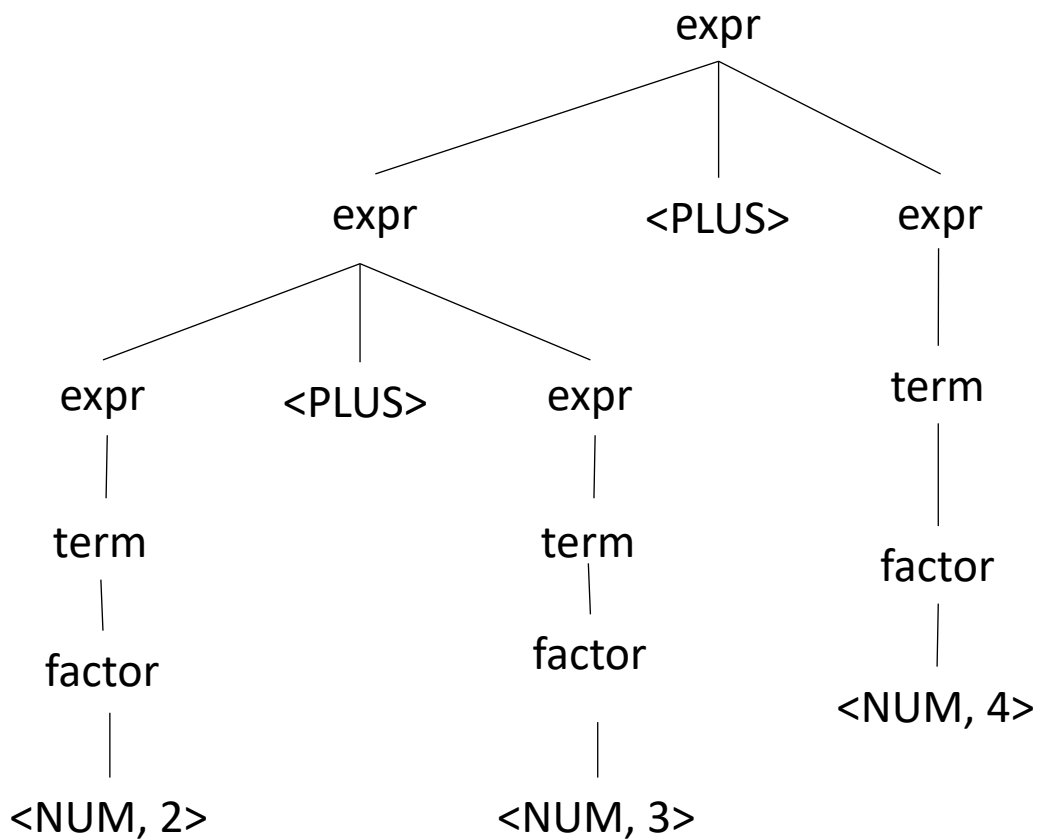 expr
expr <PLUS> expr
expr <PLUS> expr term
term term
factor
factor factor
<NUM, 4>
<NUM, 2> <NUM, 3>